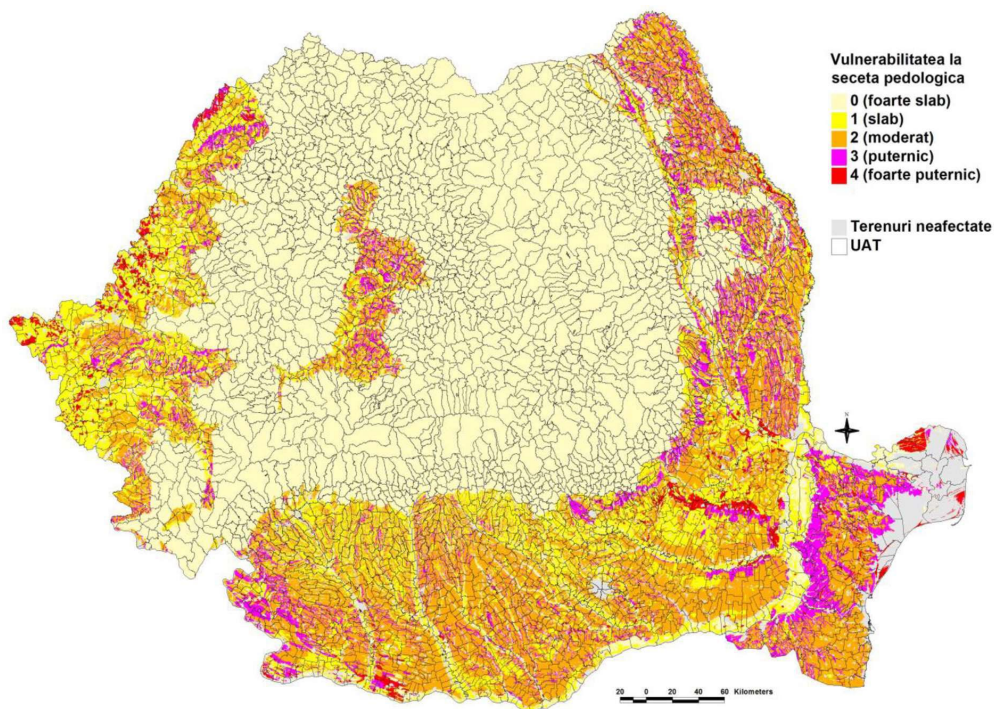 Vulnerabilitatea la
seceta pedologica
0 (foarte slab)
1 (slab)
2 (moderat)
3 (puternic)
4 (foarte puternic)
Terenuri neafectate
UAT
N
20 0 20 40 60 Kilometers